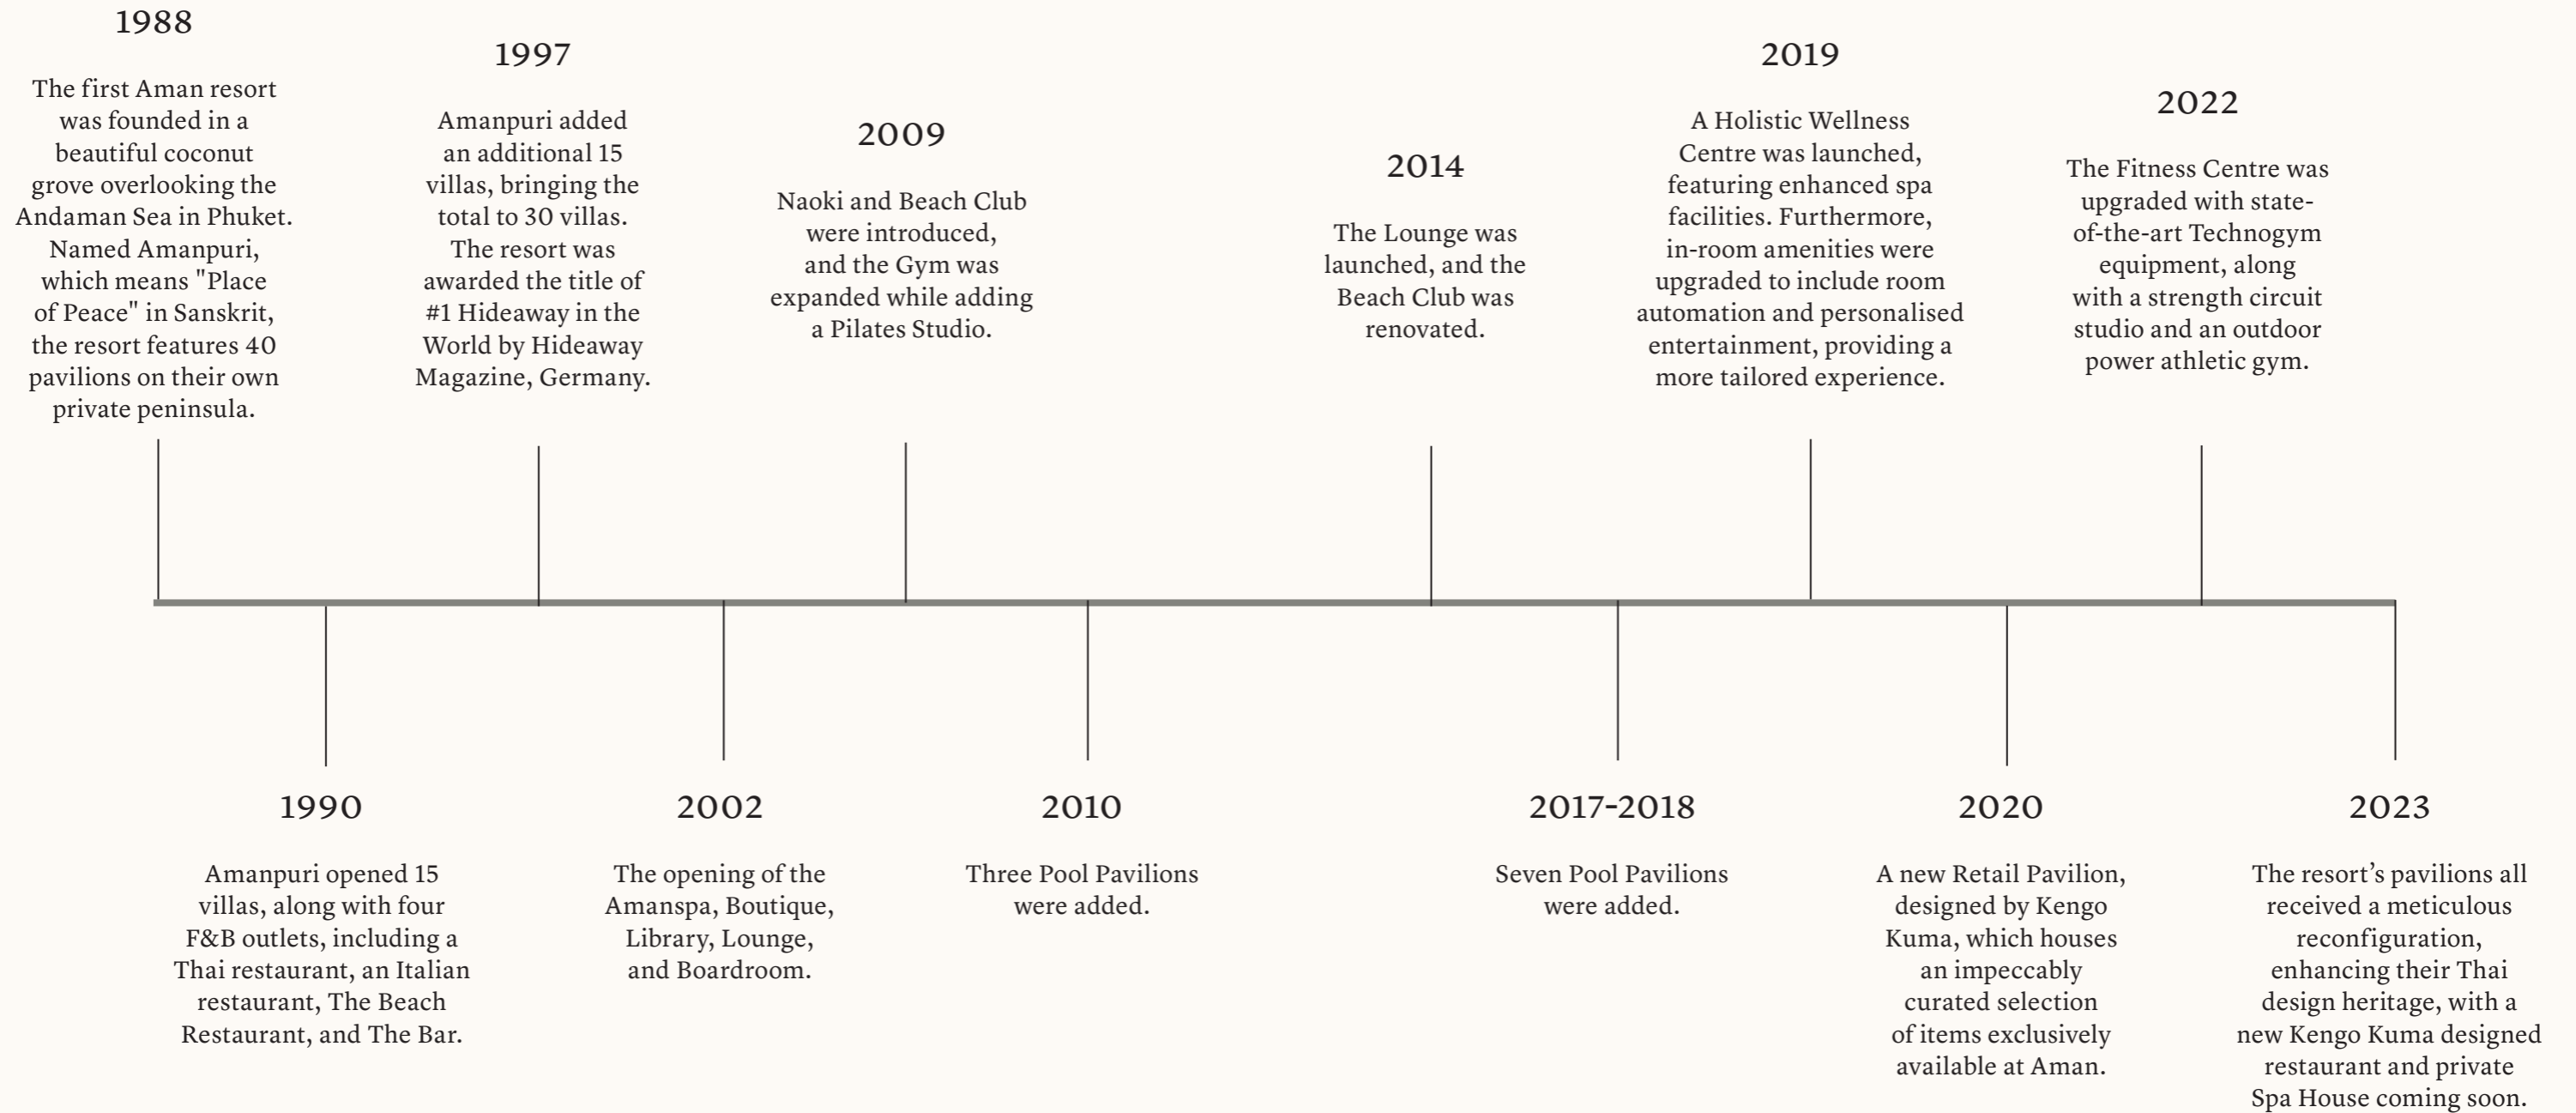 1988
The first Aman resort
was founded in a
beautiful coconut
grove overlooking the
Andaman Sea in Phuket.
Named Amanpuri,
which means "Place
of Peace" in Sanskrit,
the resort features 40
pavilions on their own
private peninsula.
1990
Amanpuri opened 15
villas, along with four
F&B outlets, including a
Thai restaurant, an Italian
restaurant, The Beach
Restaurant, and The Bar.
1997
Amanpuri added
an additional 15
villas, bringing the
total to 30 villas.
The resort was
awarded the title of
#1 Hideaway in the
World by Hideaway
Magazine, Germany.
2002
The opening of the
Amanspa, Boutique,
Library, Lounge,
and Boardroom.
2009
Naoki and Beach Club
were introduced,
and the Gym was
expanded while adding
a Pilates Studio.
2010
Three Pool Pavilions
were added.
2014
The Lounge was
launched, and the
Beach Club was
renovated.
2017-2018
Seven Pool Pavilions
were added.
2019
A Holistic Wellness
Centre was launched,
featuring enhanced spa
facilities. Furthermore,
in-room amenities were
upgraded to include room
automation and personalised
entertainment, providing a
more tailored experience.
2020
A new Retail Pavilion,
designed by Kengo
Kuma, which houses
an impeccably
curated selection
of items exclusively
available at Aman.
2022
The Fitness Centre was
upgraded with state-
of-the-art Technogym
equipment, along
with a strength circuit
studio and an outdoor
power athletic gym.
2023
The resort’s pavilions all
received a meticulous
reconfiguration,
enhancing their Thai
design heritage, with a
new Kengo Kuma designed
restaurant and private
Spa House coming soon.